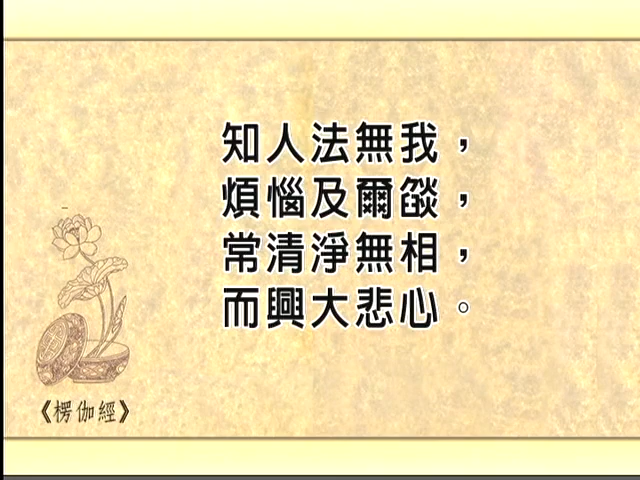 知人法無我，
煩惱及爾燄，
常清淨無相，
而興大悲心。
《楞伽經》